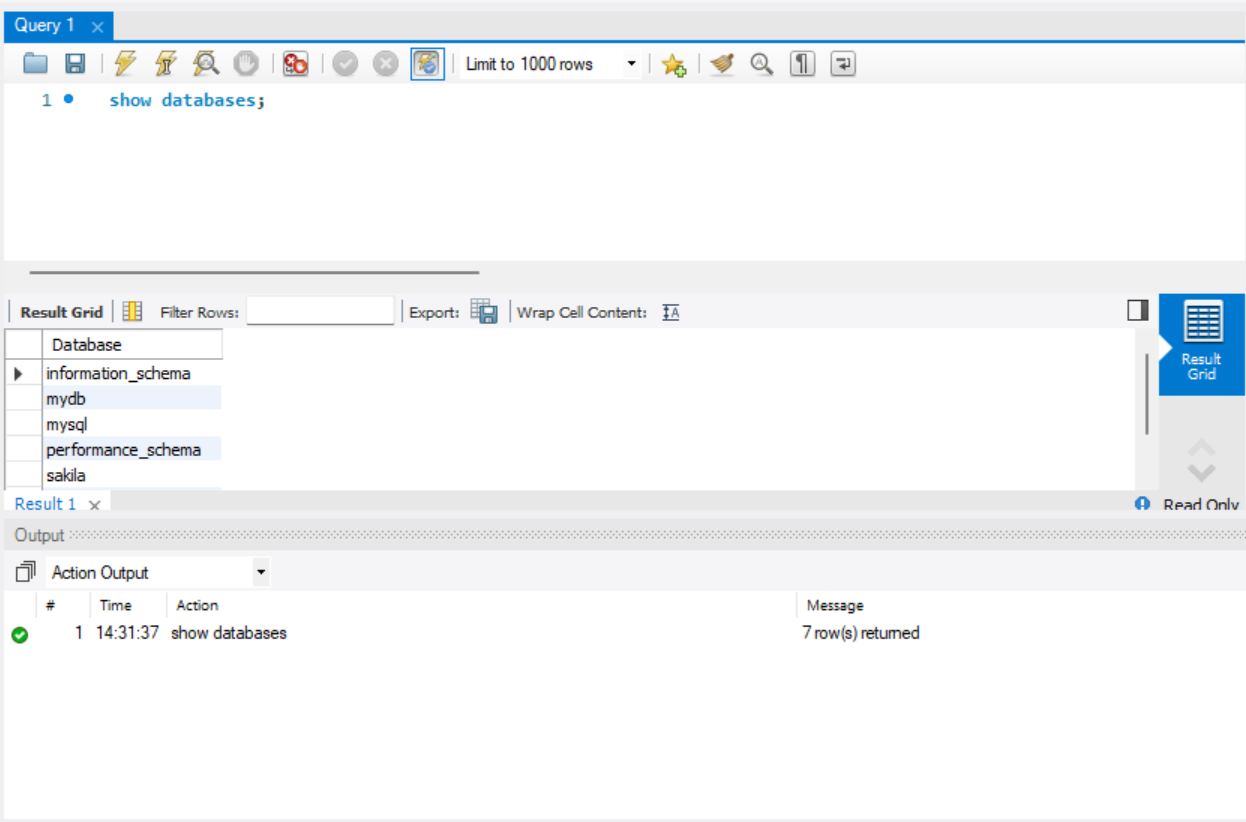 Query 1
Limit to 1000 rows
1 show databases;
Result Grid Filter Rows: Export: Wrap Cell Content:
Database
information_schema
mydb
mysql
performance_schema
sakila
Result Grid
Result 1 Read Only
Output
Action Output
# Time Action Message
1 14:31:37 show databases 7 row(s) returned